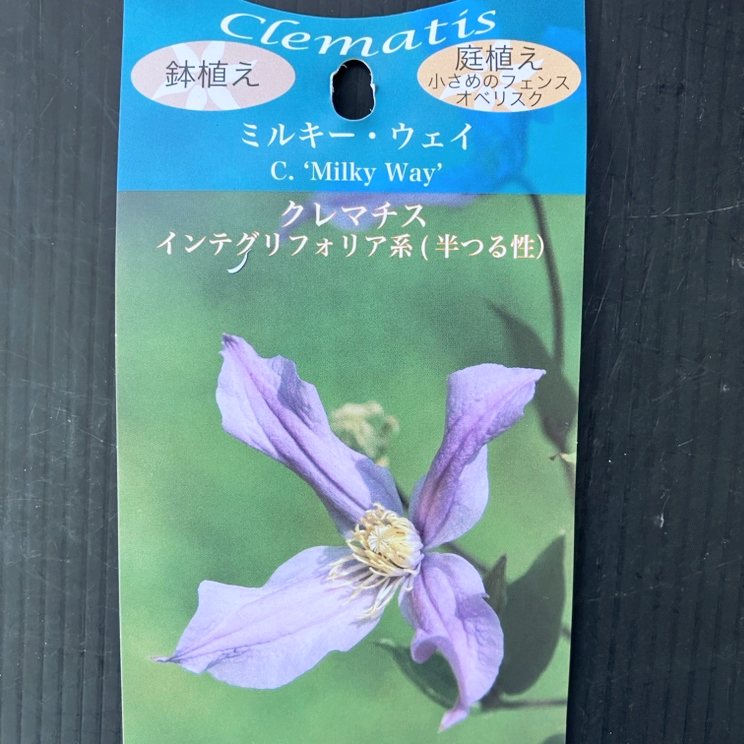 Clematis
鉢植え
庭植え
小さめのフェンス
オベリスク
ミルキー・ウェイ
C. ‘Milky Way’
クレマチス
インテグリフォリア系 ( 半つる性)